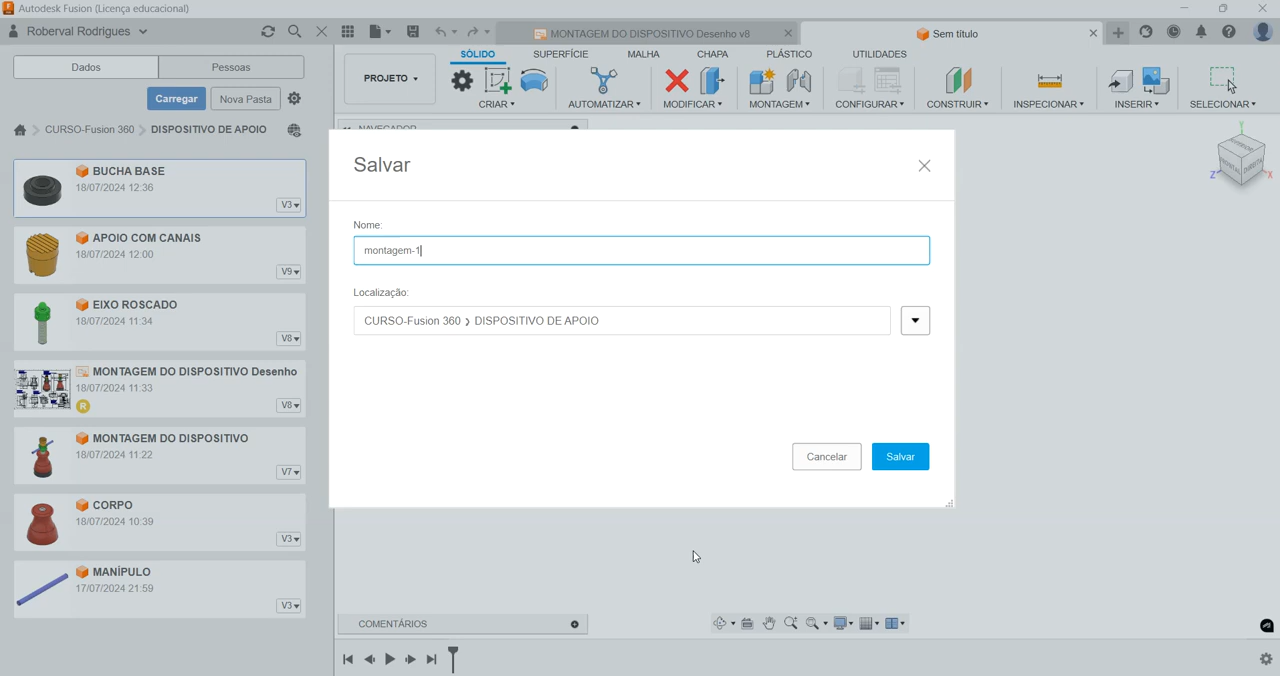 Autodesk Fusion (Licença educacional)
Roberval Rodrigues
MONTAGEM DO DISPOSITIVO Desenho v8
Sem título
Dados
Pessoas
Carregar
Nova Pasta
CURSO-Fusion 360
DISPOSITIVO DE APOIO
BUCHA BASE
18/07/2024 12:36
V3
APOIO COM CANAIS
18/07/2024 12:00
V9
EIXO ROSCADO
18/07/2024 11:34
V8
MONTAGEM DO DISPOSITIVO Desenho
18/07/2024 11:33
R
V8
MONTAGEM DO DISPOSITIVO
18/07/2024 11:22
V7
CORPO
18/07/2024 10:39
V3
MANÍPULO
17/07/2024 21:59
V3
PROJETO
SÓLIDO
SUPERFÍCIE
MALHA
CHAPA
PLÁSTICO
UTILIDADES
CRIAR
AUTOMATIZAR
MODIFICAR
MONTAGEM
CONFIGURAR
CONSTRUIR
INSPECIONAR
INSERIR
SELECIONAR
NAVEGADOR
Y
Z
X
FRONTAL
DIREITA
Salvar
Nome:
montagem-1
Localização:
CURSO-Fusion 360 › DISPOSITIVO DE APOIO
Cancelar
Salvar
COMENTÁRIOS